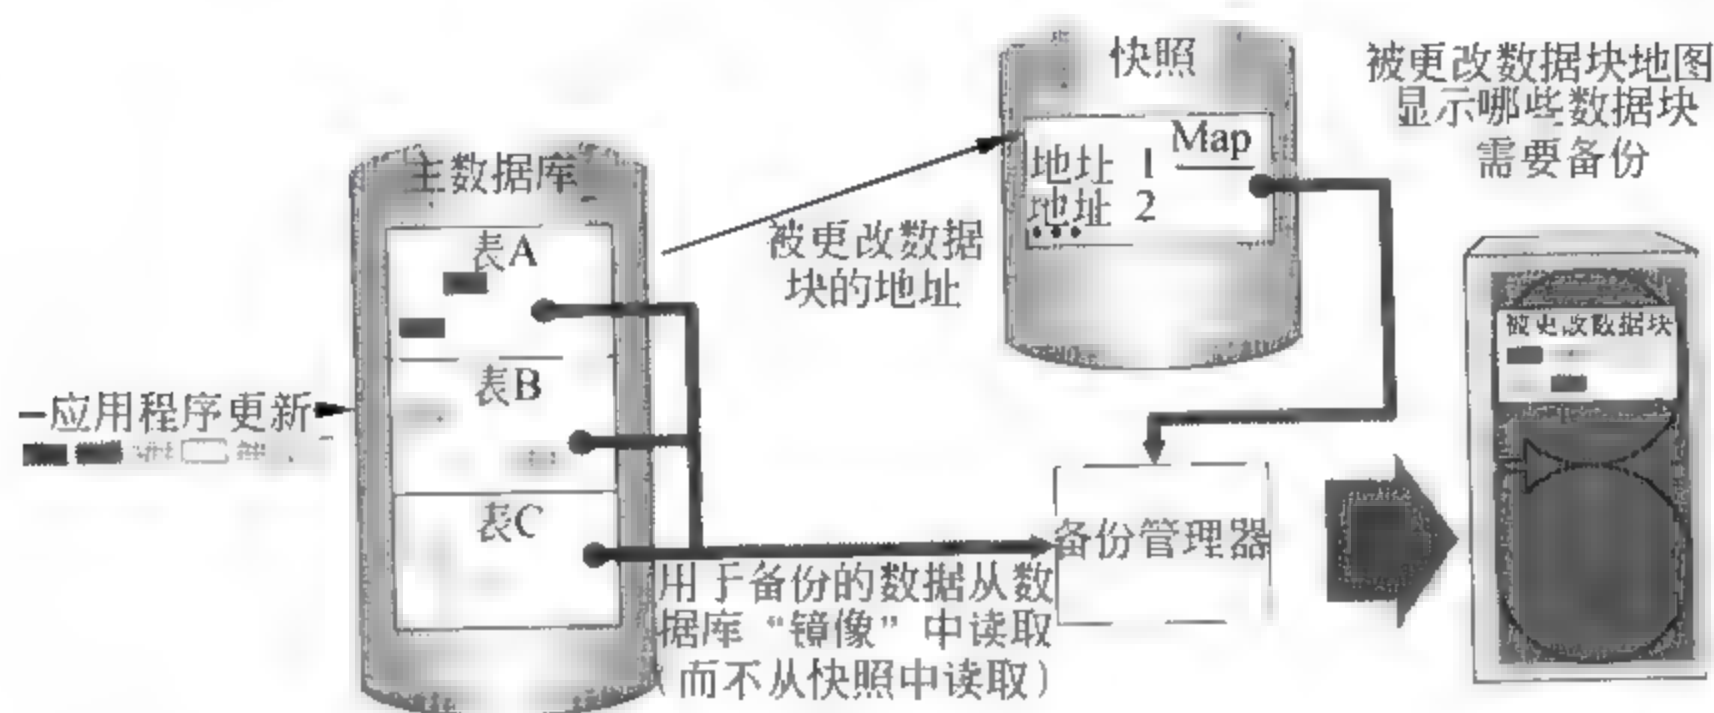 快照
Map
地址 1
地址 2
•••
被更改数据块地图
显示哪些数据块
需要备份
主数据库
表A
表B
表C
被更改数据
块的地址
被更改数据块
应用程序更新
备份管理器
用于备份的数据从数
据库“镜像”中读取
（而不从快照中读取）